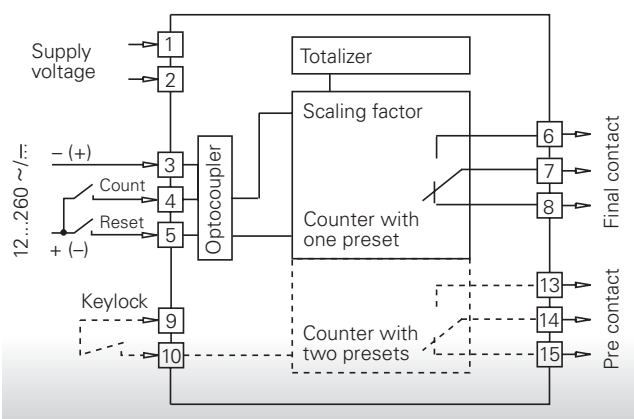 Supply
voltage
1
2
Totalizer
Scaling factor
12...260 ~/⎓
– (+)
Count
Reset
+ (–)
3
4
5
Optocoupler
Counter with
one preset
6
7
8
Final contact
Keylock
9
10
Counter with
two presets
13
14
15
Pre contact